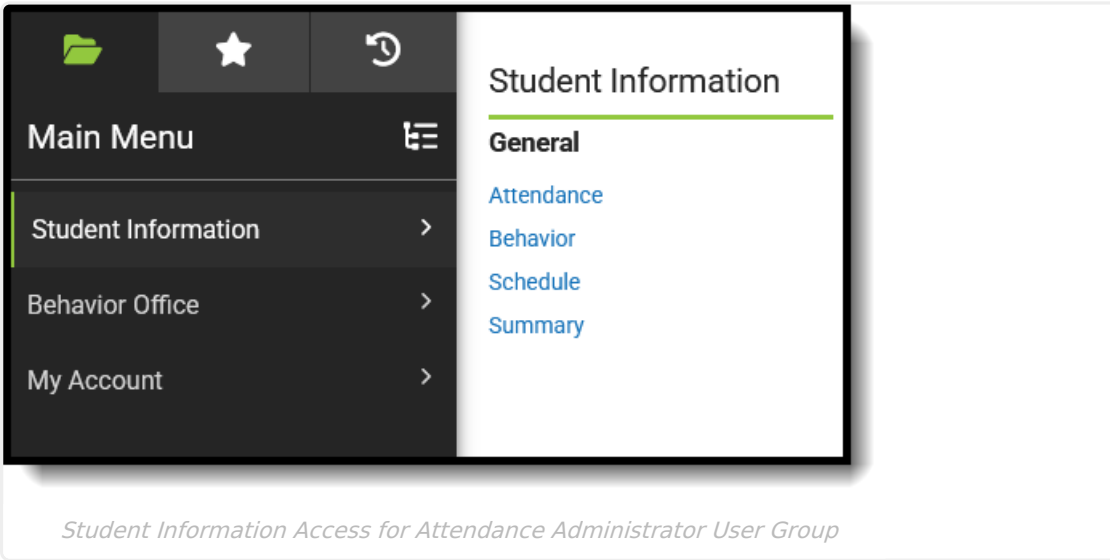 Main Menu
Student Information
Behavior Office
My Account
Student Information
General
Attendance
Behavior
Schedule
Summary
Student Information Access for Attendance Administrator User Group